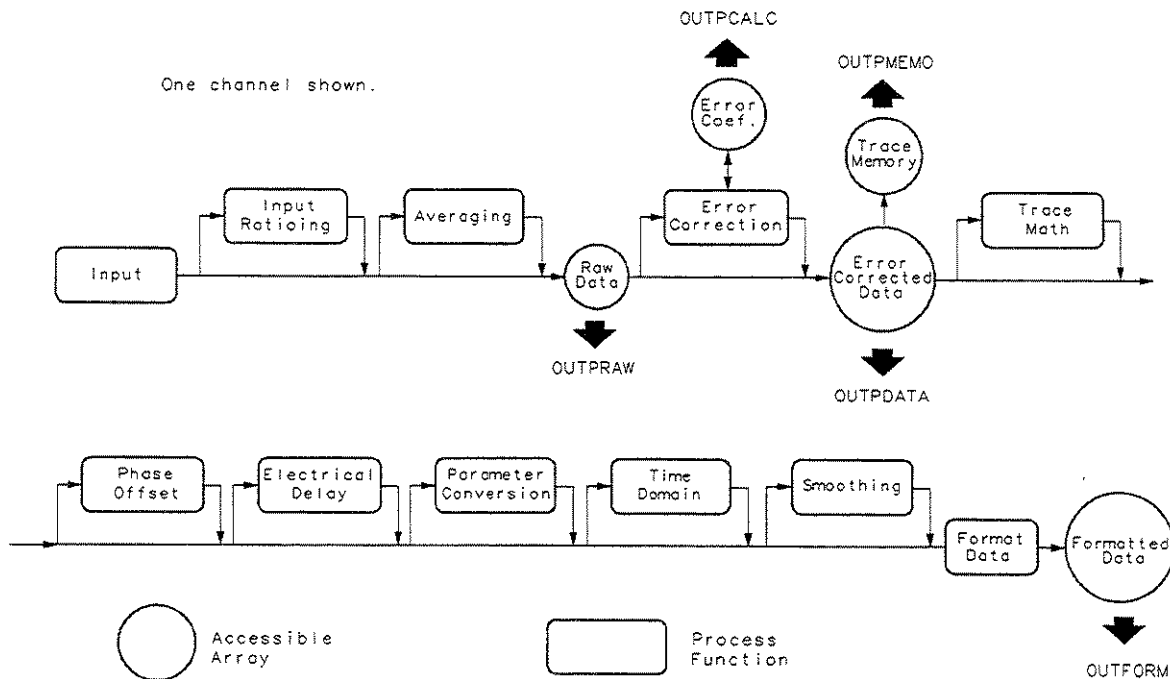 OUTPCALC
One channel shown.
OUTPMEMO
Error
Coef.
Trace
Memory
Input
Ratioing
Averaging
Error
Correction
Trace
Math
Input
Raw
Data
Error
Corrected
Data
OUTPRAW
OUTPDATA
Phase
Offset
Electrical
Delay
Parameter
Conversion
Time
Domain
Smoothing
Format
Data
Formatted
Data
Accessible
Array
Process
Function
OUTFORM